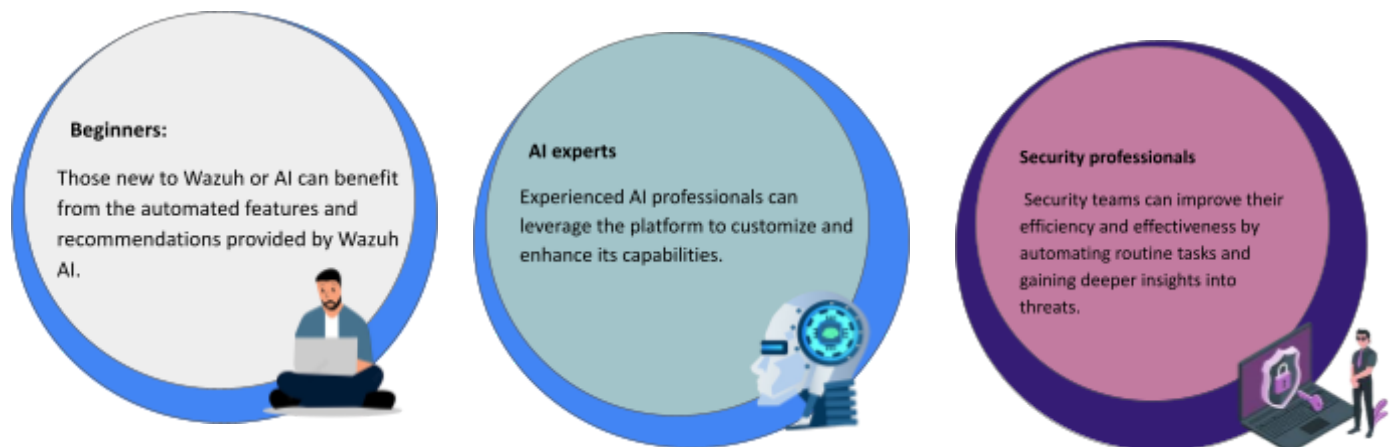 Beginners:
Those new to Wazuh or AI can benefit
from the automated features and
recommendations provided by Wazuh
AI.
AI experts
Experienced AI professionals can
leverage the platform to customize and
enhance its capabilities.
Security professionals
Security teams can improve their
efficiency and effectiveness by
automating routine tasks and
gaining deeper insights into
threats.